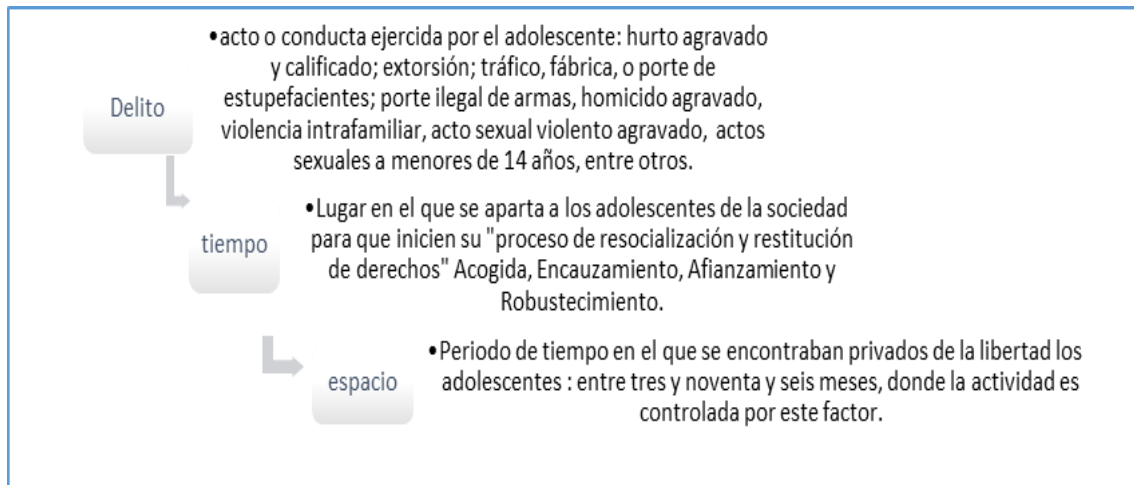 Delito
•acto o conducta ejercida por el adolescente: hurto agravado
y calificado; extorsión; tráfico, fábrica, o porte de
estupefacientes; porte ilegal de armas, homicido agravado,
violencia intrafamiliar, acto sexual violento agravado, actos
sexuales a menores de 14 años, entre otros.
tiempo
•Lugar en el que se aparta a los adolescentes de la sociedad
para que inicien su "proceso de resocialización y restitución
de derechos" Acogida, Encauzamiento, Afianzamiento y
Robustecimiento.
espacio
•Periodo de tiempo en el que se encontraban privados de la libertad los
adolescentes : entre tres y noventa y seis meses, donde la actividad es
controlada por este factor.